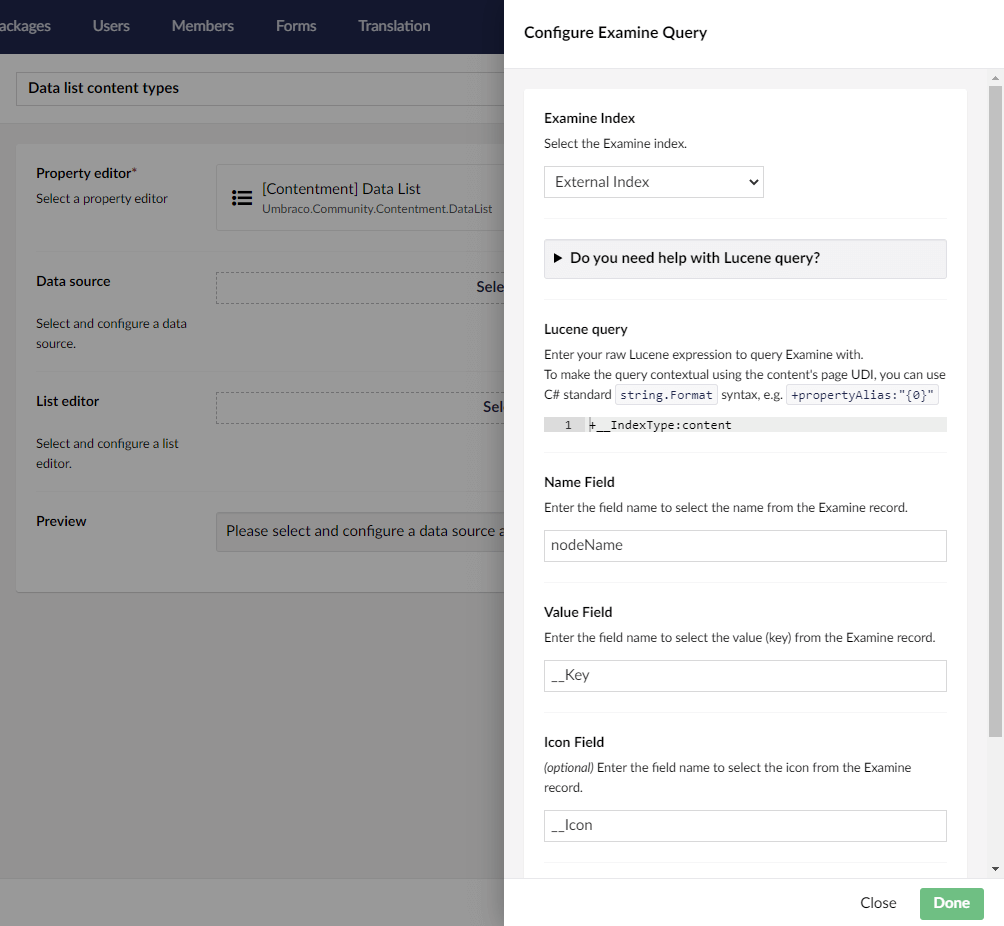 ackages Users Members Forms Translation
Data list content types
Property editor*
Select a property editor
[Contentment] Data List
Umbraco.Community.Contentment.DataList
Data source
Select and configure a data
source.
Sele
List editor
Select and configure a list
editor.
Sel
Preview
Please select and configure a data source a
Configure Examine Query
Examine Index
Select the Examine index.
External Index
Do you need help with Lucene query?
Lucene query
Enter your raw Lucene expression to query Examine with.
To make the query contextual using the content's page UDI, you can use
C# standard string.Format syntax, e.g. +propertyAlias:"{0}"
1 +__IndexType:content
Name Field
Enter the field name to select the name from the Examine record.
nodeName
Value Field
Enter the field name to select the value (key) from the Examine record.
__Key
Icon Field
(optional) Enter the field name to select the icon from the Examine
record.
__Icon
Close Done